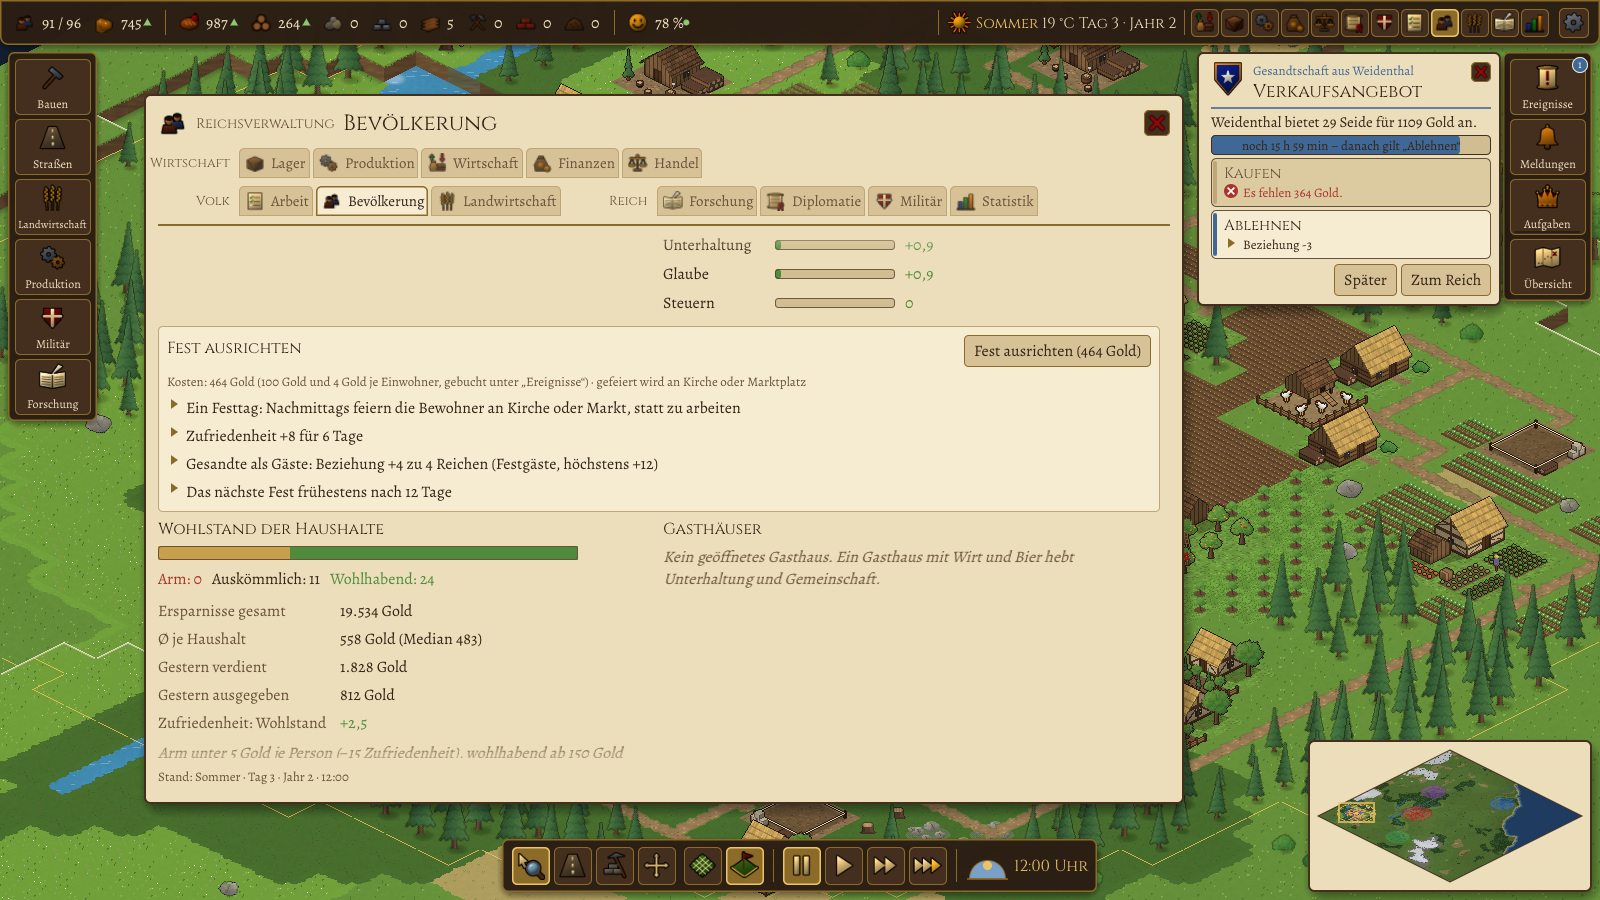 91 / 96
745
987
264
0
0
5
0
0
0
78 %
Sommer 19 °C Tag 3 · Jahr 2
Bauen
Straßen
Landwirtschaft
Produktion
Militär
Forschung
Reichsverwaltung Bevölkerung
Wirtschaft
Lager
Produktion
Wirtschaft
Finanzen
Handel
Volk
Arbeit
Bevölkerung
Landwirtschaft
Reich
Forschung
Diplomatie
Militär
Statistik
Unterhaltung +0,9
Glaube +0,9
Steuern 0
Fest ausrichten
Fest ausrichten (464 Gold)
Kosten: 464 Gold (100 Gold und 4 Gold je Einwohner, gebucht unter „Ereignisse“) · gefeiert wird an Kirche oder Marktplatz
Ein Festtag: Nachmittags feiern die Bewohner an Kirche oder Markt, statt zu arbeiten
Zufriedenheit +8 für 6 Tage
Gesandte als Gäste: Beziehung +4 zu 4 Reichen (Festgäste, höchstens +12)
Das nächste Fest frühestens nach 12 Tage
Wohlstand der Haushalte
Arm: 0 Auskömmlich: 11 Wohlhabend: 24
Ersparnisse gesamt 19.534 Gold
Ø je Haushalt 558 Gold (Median 483)
Gestern verdient 1.828 Gold
Gestern ausgegeben 812 Gold
Zufriedenheit: Wohlstand +2,5
Arm unter 5 Gold je Person (−15 Zufriedenheit), wohlhabend ab 150 Gold
Stand: Sommer · Tag 3 · Jahr 2 · 12:00
Gasthäuser
Kein geöffnetes Gasthaus. Ein Gasthaus mit Wirt und Bier hebt
Unterhaltung und Gemeinschaft.
Gesandtschaft aus Weidenthal
Verkaufsangebot
Weidenthal bietet 29 Seide für 1109 Gold an.
noch 15 h 59 min – danach gilt „Ablehnen“
Kaufen
Es fehlen 364 Gold.
Ablehnen
Beziehung -3
Später
Zum Reich
1
Ereignisse
Meldungen
Aufgaben
Übersicht
12:00 Uhr